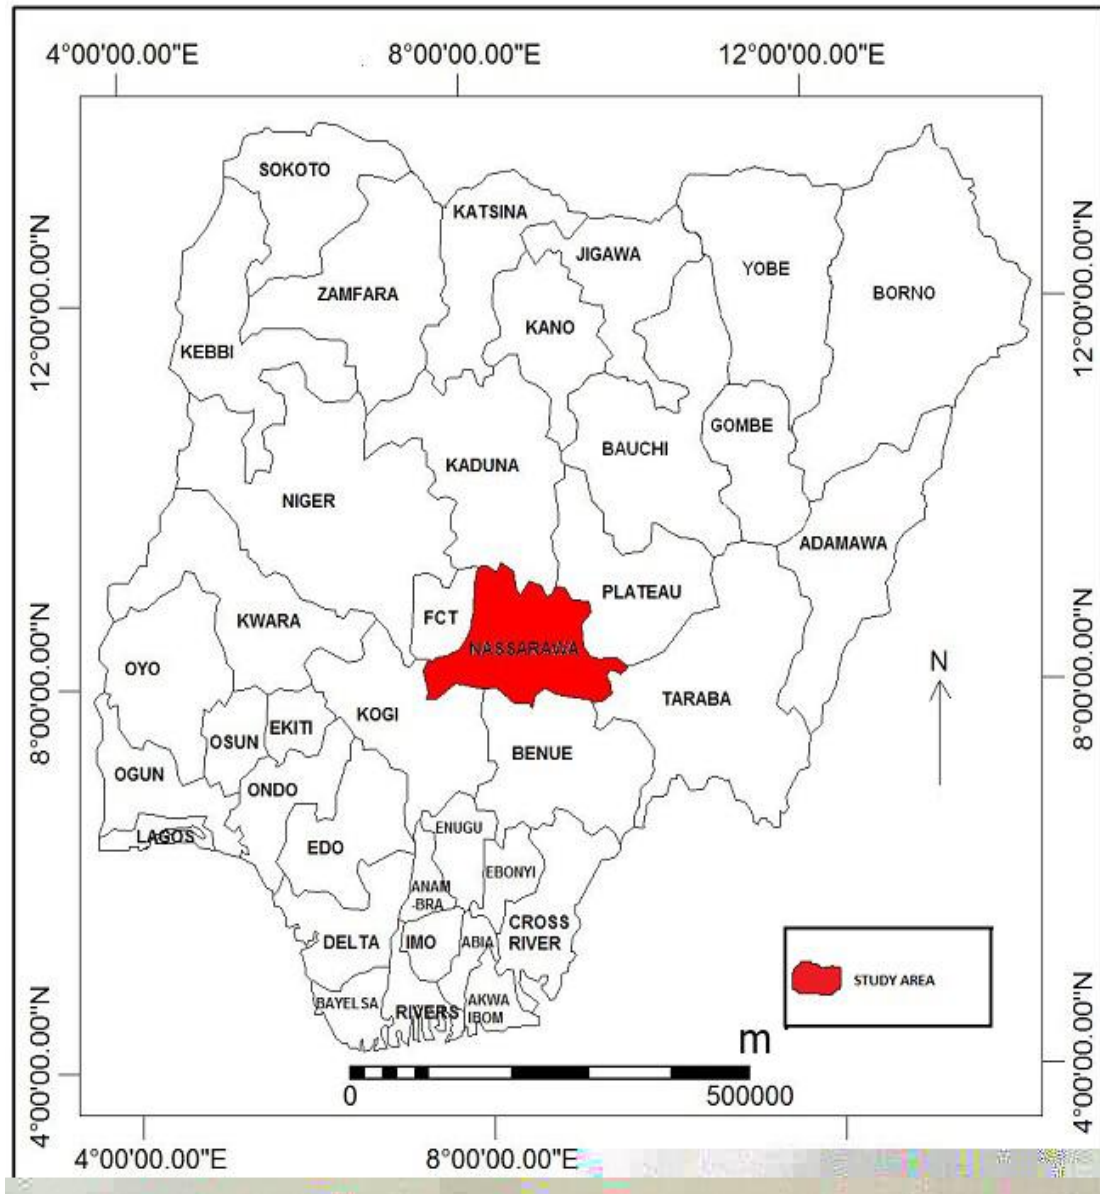 4°00'00.00"E
8°00'00.00"E
12°00'00.00"E
12°00'00.00"N
8°00'00.00"N
4°00'00.00"N
12°00'00.00"N
8°00'00.00"N
4°00'00.00"N
SOKOTO
KATSINA
JIGAWA
YOBE
BORNO
ZAMFARA
KANO
KEBBI
GOMBE
BAUCHI
KADUNA
NIGER
ADAMAWA
PLATEAU
FCT
KWARA
NASSARAWA
OYO
TARABA
KOGI
EKITI
OSUN
BENUE
OGUN
ONDO
LAGOS
ENUGU
EDO
EBONYI
ANAM
-BRA
CROSS
RIVER
DELTA
IMO
ABIA
BAYELSA
RIVERS
AKWA
IBOM
N
STUDY AREA
m
0
500000
4°00'00.00"E
8°00'00.00"E